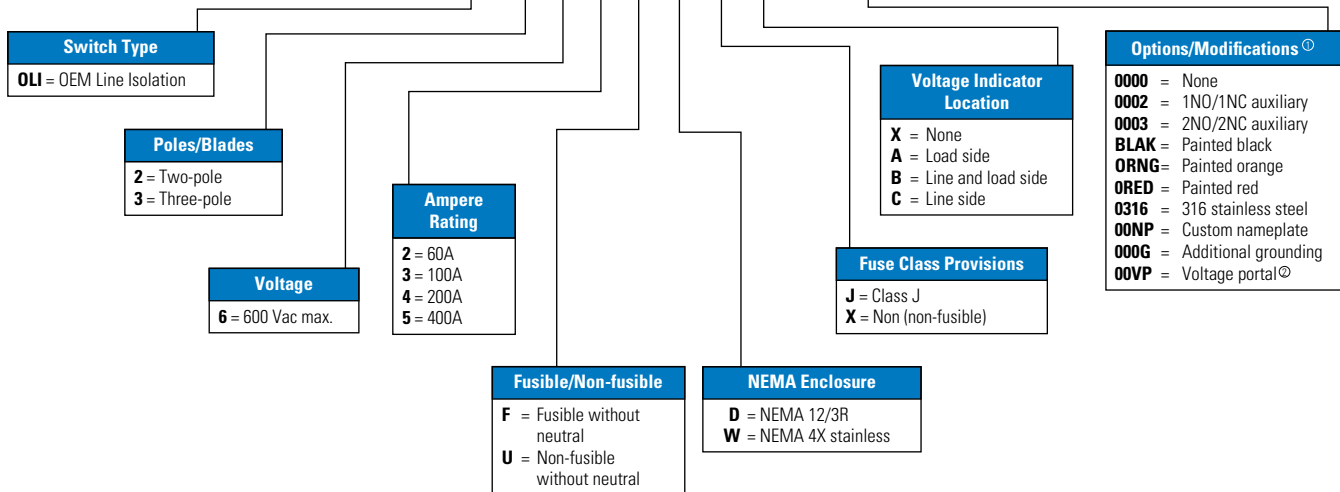 Switch Type
OLI = OEM Line Isolation
Poles/Blades
2 = Two-pole
3 = Three-pole
Voltage
6 = 600 Vac max.
Ampere
Rating
2 = 60A
3 = 100A
4 = 200A
5 = 400A
Fusible/Non-fusible
F = Fusible without
neutral
U = Non-fusible
without neutral
NEMA Enclosure
D = NEMA 12/3R
W = NEMA 4X stainless
Fuse Class Provisions
J = Class J
X = Non (non-fusible)
Voltage Indicator
Location
X = None
A = Load side
B = Line and load side
C = Line side
Options/Modifications ①
0000 = None
0002 = 1NO/1NC auxiliary
0003 = 2NO/2NC auxiliary
BLAK = Painted black
ORNG= Painted orange
0RED = Painted red
0316 = 316 stainless steel
00NP = Custom nameplate
000G = Additional grounding
00VP = Voltage portal②